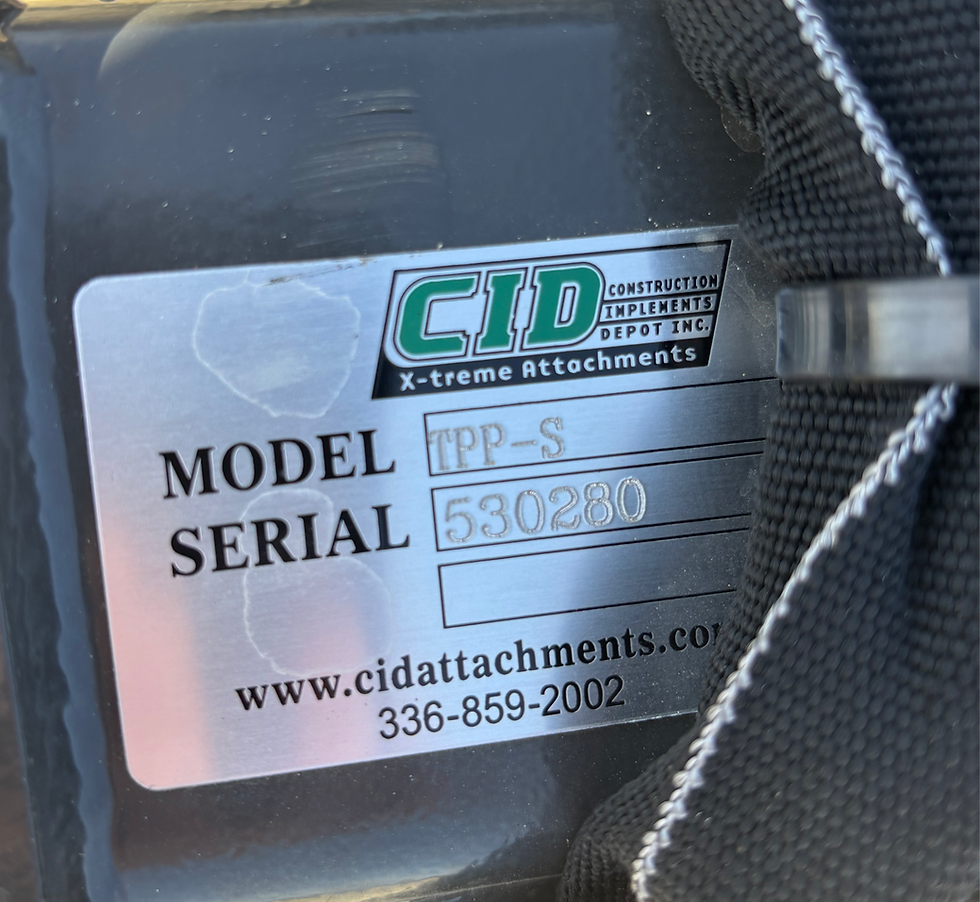 CID
CONSTRUCTION
IMPLEMENTS
DEPOT INC.
X-treme Attachments
MODEL TPP-S
SERIAL 530280
www.cidattachments.co
336-859-2002